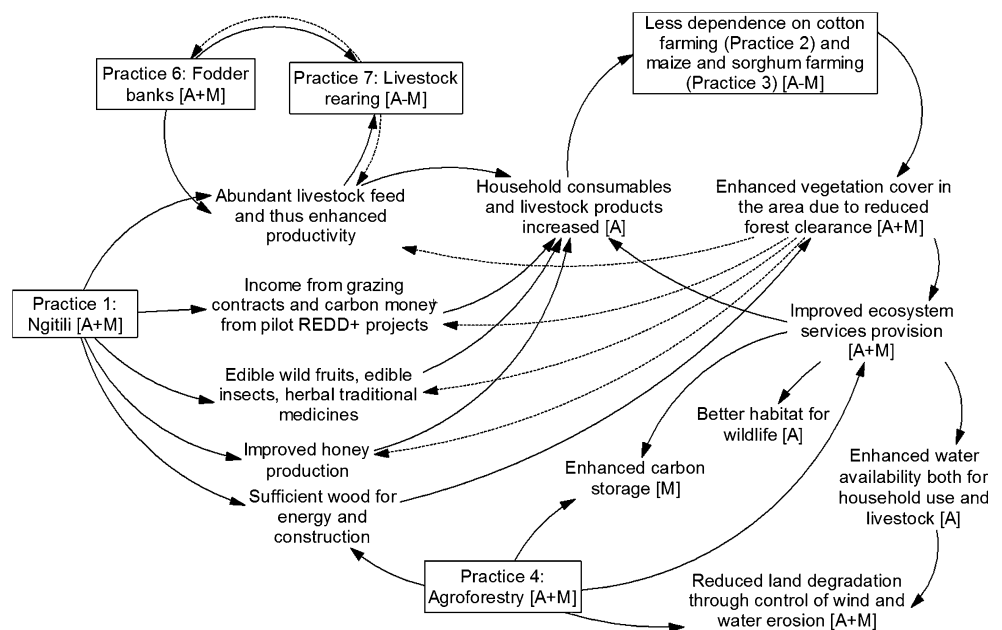 Practice 6: Fodder
banks [A+M]
Practice 7: Livestock
rearing [A-M]
Less dependence on cotton
farming (Practice 2) and
maize and sorghum farming
(Practice 3) [A-M]
Abundant livestock feed
and thus enhanced
productivity
Household consumables
and livestock products
increased [A]
Enhanced vegetation cover in
the area due to reduced
forest clearance [A+M]
Practice 1:
Ngitili [A+M]
Income from grazing
contracts and carbon money
from pilot REDD+ projects
Improved ecosystem
services provision
[A+M]
Edible wild fruits, edible
insects, herbal traditional
medicines
Better habitat for
wildlife [A]
Improved honey
production
Enhanced carbon
storage [M]
Enhanced water
availability both for
household use and
livestock [A]
Sufficient wood for
energy and
construction
Practice 4:
Agroforestry [A+M]
Reduced land degradation
through control of wind and
water erosion [A+M]